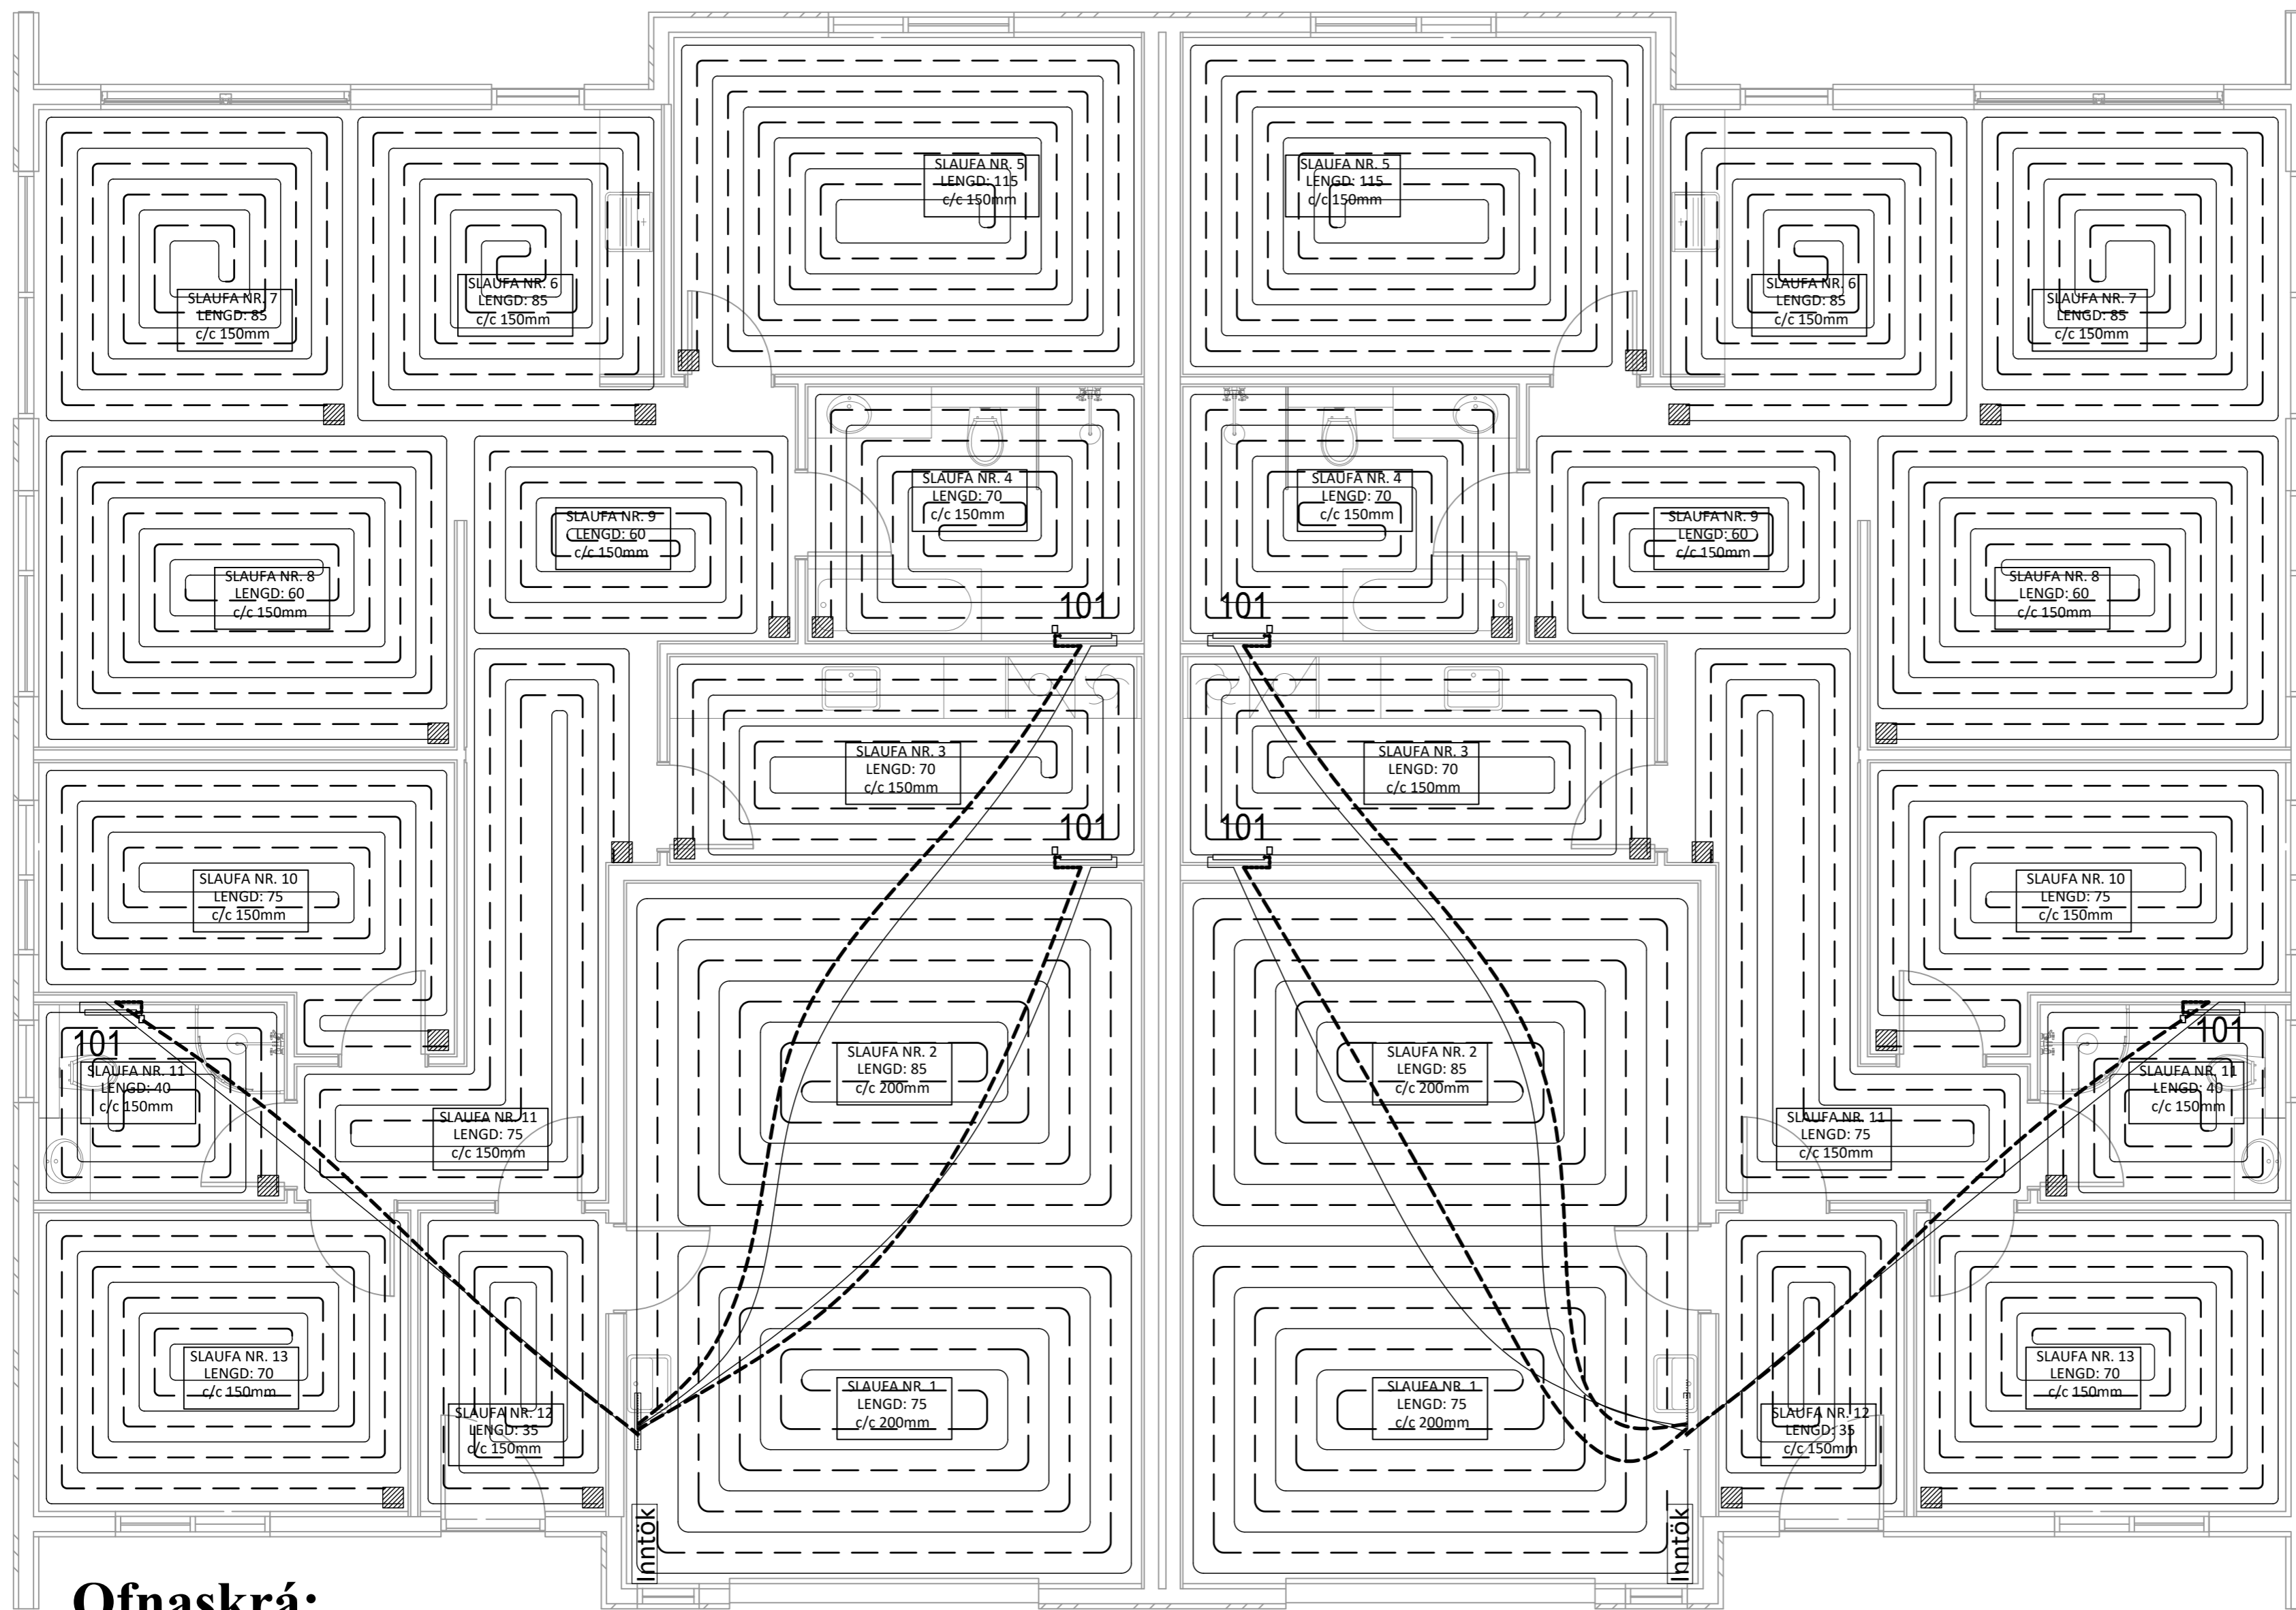 SLAUFA NR. 5
LENGD: 115
c/c 150mm
SLAUFA NR. 5
LENGD: 115
c/c 150mm
SLAUFA NR. 7
LENGD: 85
c/c 150mm
SLAUFA NR. 6
LENGD: 85
c/c 150mm
SLAUFA NR. 6
LENGD: 85
c/c 150mm
SLAUFA NR. 7
LENGD: 85
c/c 150mm
SLAUFA NR. 4
LENGD: 70
c/c 150mm
SLAUFA NR. 4
LENGD: 70
c/c 150mm
SLAUFA NR. 9
LENGD: 60
c/c 150mm
SLAUFA NR. 9
LENGD: 60
c/c 150mm
SLAUFA NR. 8
LENGD: 60
c/c 150mm
SLAUFA NR. 8
LENGD: 60
c/c 150mm
101
101
SLAUFA NR. 3
LENGD: 70
c/c 150mm
SLAUFA NR. 3
LENGD: 70
c/c 150mm
101
101
SLAUFA NR. 10
LENGD: 75
c/c 150mm
SLAUFA NR. 10
LENGD: 75
c/c 150mm
101
101
SLAUFA NR. 11
LENGD: 40
c/c 150mm
SLAUFA NR. 2
LENGD: 85
c/c 200mm
SLAUFA NR. 2
LENGD: 85
c/c 200mm
SLAUFA NR. 11
LENGD: 40
c/c 150mm
SLAUFA NR. 11
LENGD: 75
c/c 150mm
SLAUFA NR. 11
LENGD: 75
c/c 150mm
SLAUFA NR. 13
LENGD: 70
c/c 150mm
SLAUFA NR. 12
LENGD: 35
c/c 150mm
SLAUFA NR. 1
LENGD: 75
c/c 200mm
SLAUFA NR. 1
LENGD: 75
c/c 200mm
SLAUFA NR. 12
LENGD: 35
c/c 150mm
SLAUFA NR. 13
LENGD: 70
c/c 150mm
Inntök
Inntök
Ofnaskrá: